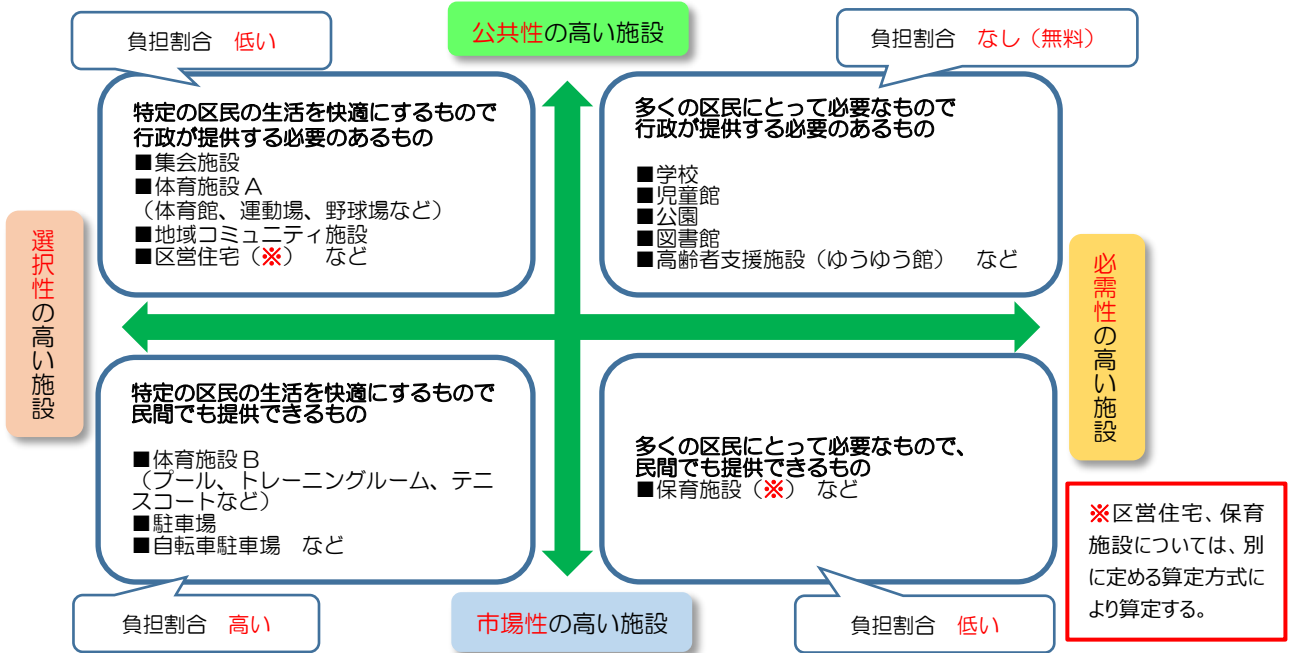 負担割合　低い
公共性の高い施設
負担割合　なし（無料）
特定の区民の生活を快適にするもので
行政が提供する必要のあるもの
■集会施設
■体育施設A
（体育館、運動場、野球場など）
■地域コミュニティ施設
■区営住宅（※）　など
多くの区民にとって必要なもので
行政が提供する必要のあるもの
■学校
■児童館
■公園
■図書館
■高齢者支援施設（ゆうゆう館）　など
選択性の高い施設
必需性の高い施設
特定の区民の生活を快適にするもので
民間でも提供できるもの
■体育施設B
（プール、トレーニングルーム、テニ
スコートなど）
■駐車場
■自転車駐車場　など
多くの区民にとって必要なもので、
民間でも提供できるもの
■保育施設（※）　など
※区営住宅、保育
施設については、別
に定める算定方式に
より算定する。
負担割合　高い
市場性の高い施設
負担割合　低い